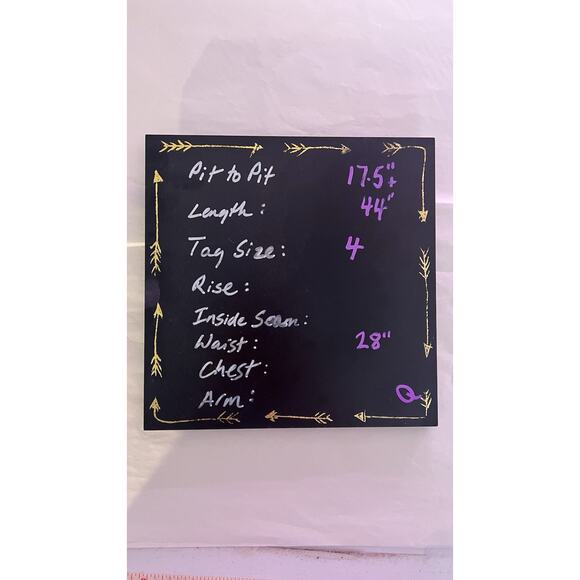 Pit to Pit 17.5"+
Length: 44"
Tag Size: 4
Rise:
Inside Seam:
Waist: 28"
Chest:
Arm: Q